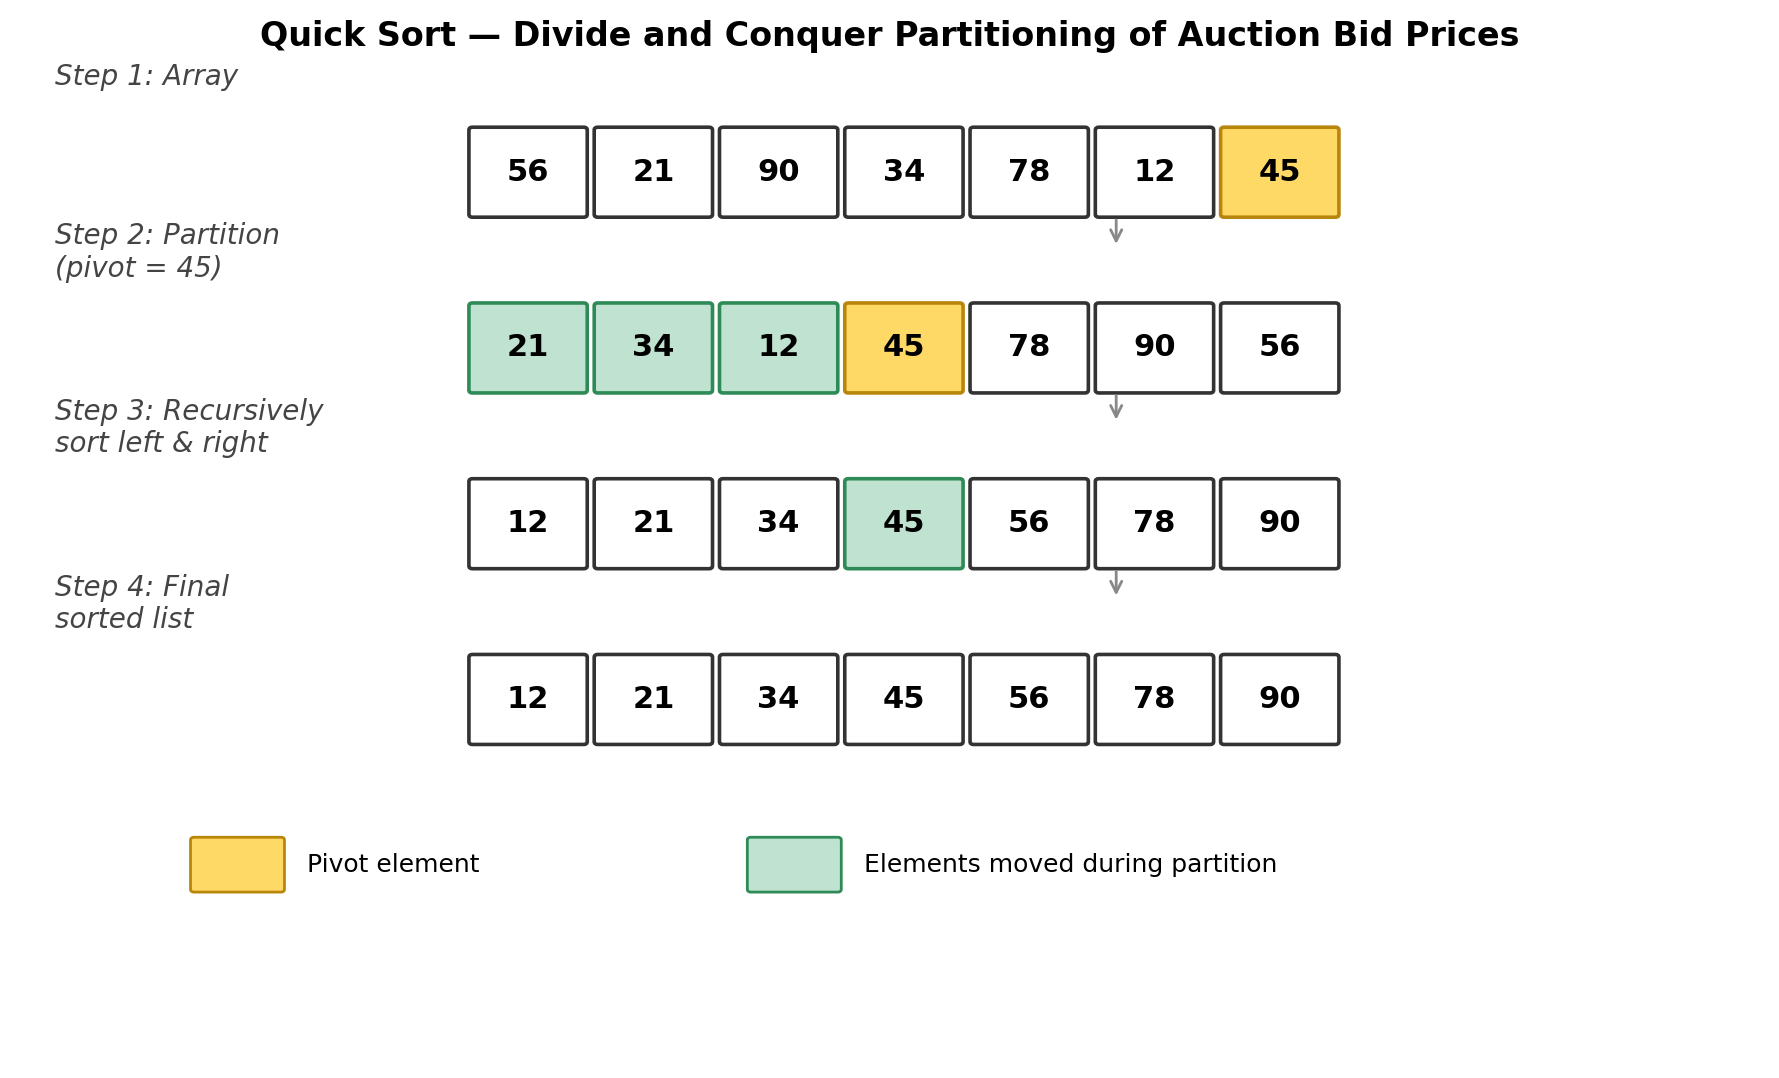 Quick Sort — Divide and Conquer Partitioning of Auction Bid Prices
Step 1: Array
56 21 90 34 78 12 45
Step 2: Partition
(pivot = 45)
21 34 12 45 78 90 56
Step 3: Recursively
sort left & right
12 21 34 45 56 78 90
Step 4: Final
sorted list
12 21 34 45 56 78 90
Pivot element
Elements moved during partition